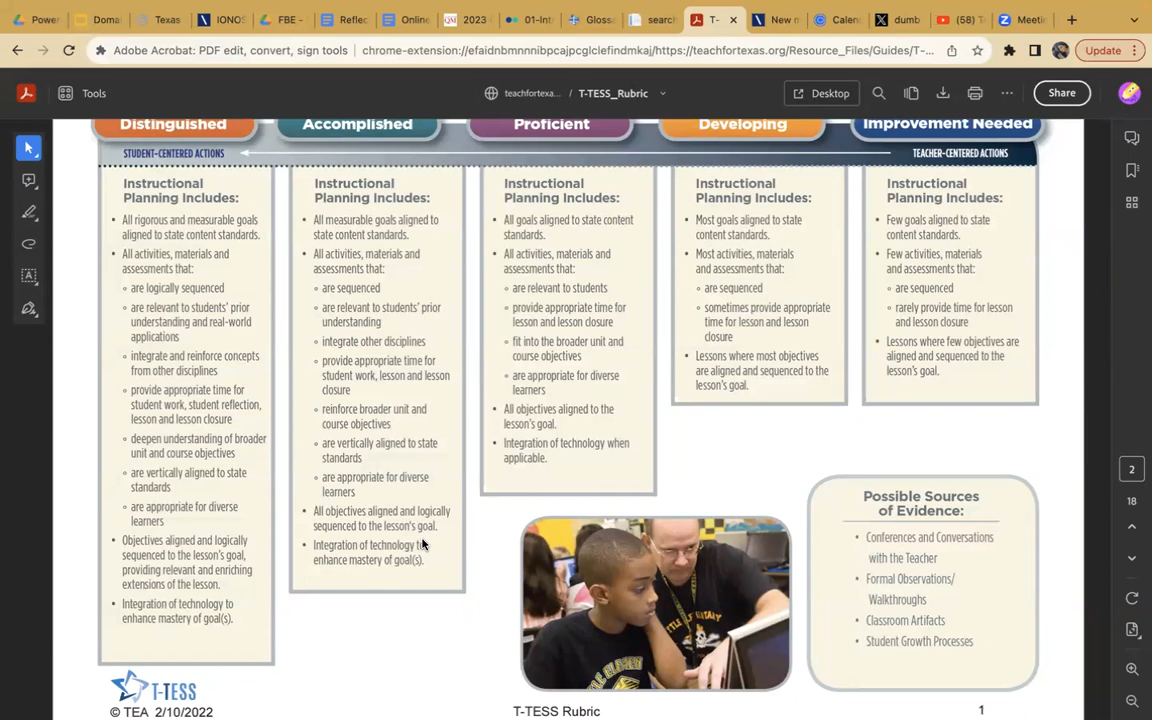 Power
Domai
Texas
IONOS
FBE -
Reflec
Online
QM 2023
01-Int
Glossa
search
T-
New m
Calend
dumb
(58) T
Meetin
Adobe Acrobat: PDF edit, convert, sign tools
chrome-extension://efaidnbmnnnibpcajpcglclefindmkaj/https://teachfortexas.org/Resource_Files/Guides/T-...
Update
Tools
teachfortexa... / T-TESS_Rubric
Desktop
Share
Distinguished
Accomplished
Proficient
Developing
Improvement Needed
STUDENT-CENTERED ACTIONS
TEACHER-CENTERED ACTIONS
Instructional
Planning Includes:
• All rigorous and measurable goals
aligned to state content standards.
• All activities, materials and
assessments that:
◦ are logically sequenced
◦ are relevant to students' prior
understanding and real-world
applications
◦ integrate and reinforce concepts
from other disciplines
◦ provide appropriate time for
student work, student reflection,
lesson and lesson closure
◦ deepen understanding of broader
unit and course objectives
◦ are vertically aligned to state
standards
◦ are appropriate for diverse
learners
• Objectives aligned and logically
sequenced to the lesson's goal,
providing relevant and enriching
extensions of the lesson.
• Integration of technology to
enhance mastery of goal(s).
Instructional
Planning Includes:
• All measurable goals aligned to
state content standards.
• All activities, materials and
assessments that:
◦ are sequenced
◦ are relevant to students' prior
understanding
◦ integrate other disciplines
◦ provide appropriate time for
student work, lesson and lesson
closure
◦ reinforce broader unit and
course objectives
◦ are vertically aligned to state
standards
◦ are appropriate for diverse
learners
• All objectives aligned and logically
sequenced to the lesson's goal.
• Integration of technology to
enhance mastery of goal(s).
Instructional
Planning Includes:
• All goals aligned to state content
standards.
• All activities, materials and
assessments that:
◦ are relevant to students
◦ provide appropriate time for
lesson and lesson closure
◦ fit into the broader unit and
course objectives
◦ are appropriate for diverse
learners
• All objectives aligned to the
lesson's goal.
• Integration of technology when
applicable.
Instructional
Planning Includes:
• Most goals aligned to state
content standards.
• Most activities, materials
and assessments that:
◦ are sequenced
◦ sometimes provide appropriate
time for lesson and lesson
closure
• Lessons where most objectives
are aligned and sequenced to the
lesson's goal.
Instructional
Planning Includes:
• Few goals aligned to state
content standards.
• Few activities, materials
and assessments that:
◦ are sequenced
◦ rarely provide time for lesson
and lesson closure
• Lessons where few objectives are
aligned and sequenced to the
lesson's goal.
Possible Sources
of Evidence:
• Conferences and Conversations
with the Teacher
• Formal Observations/
Walkthroughs
• Classroom Artifacts
• Student Growth Processes
2
18
T-TESS
© TEA 2/10/2022
T-TESS Rubric
1